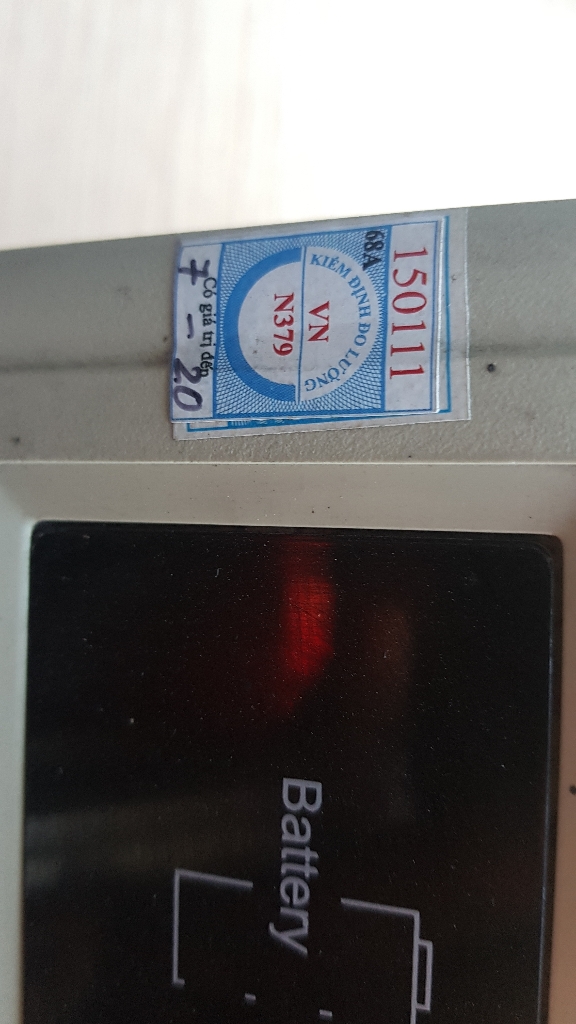 150111
68A
KIỂM ĐỊNH ĐO LƯỜNG
VN
N379
Có giá trị đến
7 - 20
Battery